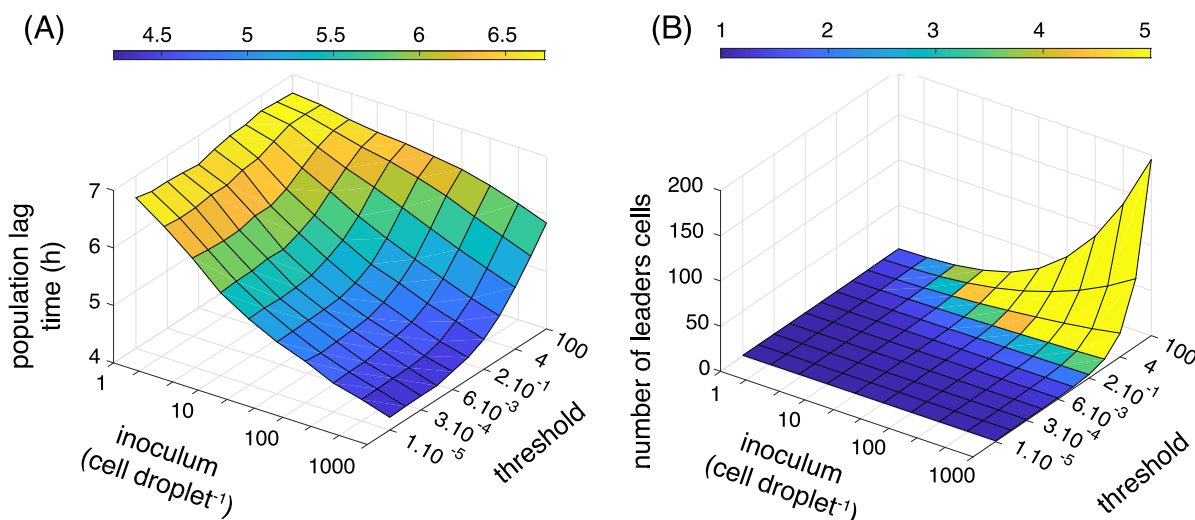 (A)
4.5 5 5.5 6 6.5
population lag
time (h)
7
6
5
4
1
10
100
1000
inoculum
(cell droplet⁻¹)
100
4
2.10⁻¹
6.10⁻³
3.10⁻⁴
1.10⁻⁵
threshold
(B)
1 2 3 4 5
number of leaders cells
200
150
100
50
0
1
10
100
1000
inoculum
(cell droplet⁻¹)
100
4
2.10⁻¹
6.10⁻³
3.10⁻⁴
1.10⁻⁵
threshold